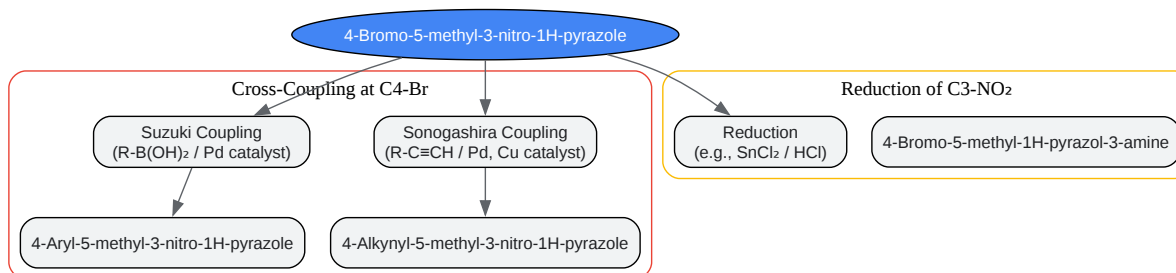 4-Bromo-5-methyl-3-nitro-1H-pyrazole
Cross-Coupling at C4-Br
Reduction of C3-NO₂
Suzuki Coupling
(R-B(OH)₂ / Pd catalyst)
Sonogashira Coupling
(R-C≡CH / Pd, Cu catalyst)
Reduction
(e.g., SnCl₂ / HCl)
4-Bromo-5-methyl-1H-pyrazol-3-amine
4-Aryl-5-methyl-3-nitro-1H-pyrazole
4-Alkynyl-5-methyl-3-nitro-1H-pyrazole